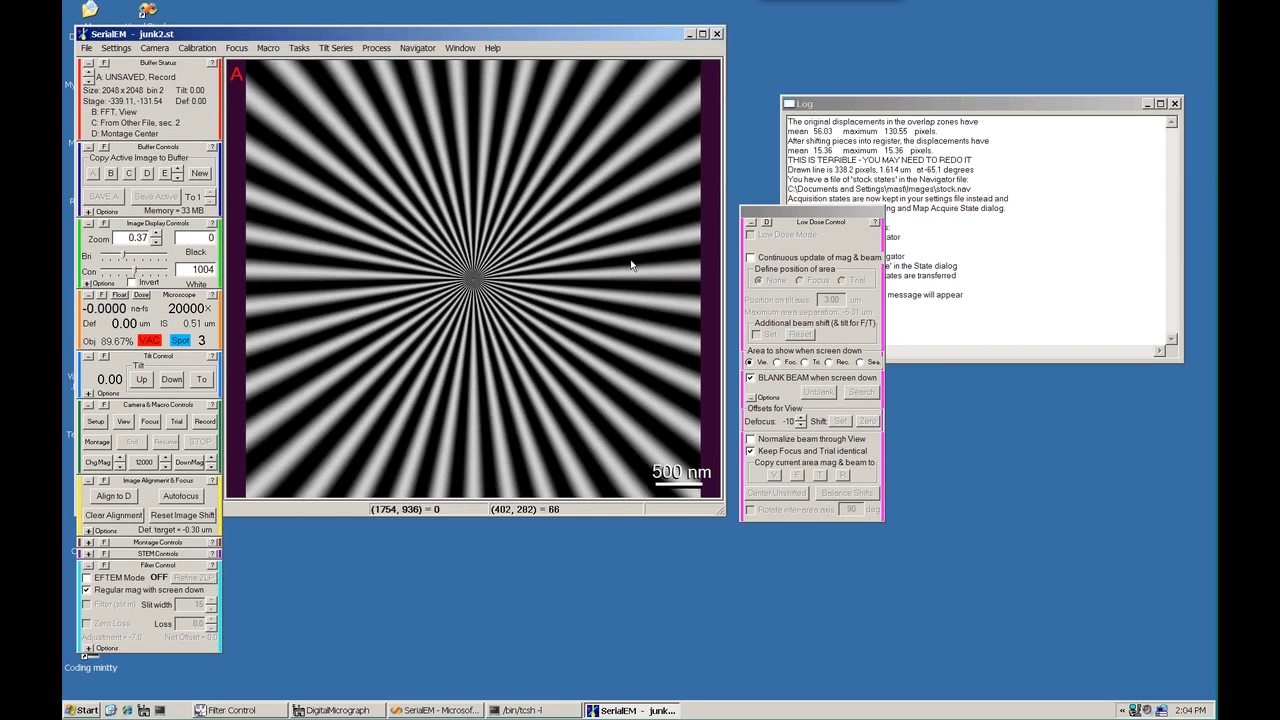 SerialEM - junk2.st
File Settings Camera Calibration Focus Macro Tasks Tilt Series Process Navigator Window Help
Buffer Status
A: UNSAVED, Record
Size: 2048 x 2048 bin 2 Tilt: 0.00
Stage: -339.11, -131.54 Def: 0.00
B: FFT, View
C: From Other File, sec. 2
D: Montage Center
Buffer Controls
Copy Active Image to Buffer
A B C D E New
SAVE A Save Active To 1
Options Memory = 33 MB
Image Display Controls
Zoom 0.37 0
Bri Black
Con 1004
Options Invert White
Float Dose Microscope
-0.0000 na-fs 20000X
Def 0.00 um IS 0.51 um
Obj 88.67% VAC Spot 3
Tilt Control
Tilt
0.00 Up Down To
Options
Camera & Macro Controls
Setup View Focus Trial Record
Montage End Resume STOP
Chg Mag 12000 DownMag
Image Alignment & Focus
Align to D Autofocus
Clear Alignment Reset Image Shift
Options Def. target = -0.30 um
Montage Controls
STEM Controls
Filter Control
EFTEM Mode OFF Refine ZLP
Regular mag with screen down
Filter (slit in) Slit width 15
Zero Loss Loss 0.0
Adjustment = -7.0 Net Offset = 0.0
Options
Coding mintty
A
500 nm
(1754, 936) = 0 (402, 282) = 66
Log
The original displacements in the overlap zones have
mean 56.03 maximum 130.55 pixels.
After shifting pieces into register, the displacements have
mean 15.36 maximum 15.36 pixels.
THIS IS TERRIBLE - YOU MAY NEED TO REDO IT
Drawn line is 338.2 pixels, 1.614 um at -65.1 degrees
You have a file of 'stock states' in the Navigator file:
C:\Documents and Settings\mast\Images\stock.nav
Acquisition states are now kept in your settings file instead and
ng and Map Acquire State dialog.
s:
avigator
avigator
e' in the State dialog
tates are transferred
message will appear
D Low Dose Control ?
Low Dose Mode
Continuous update of mag & beam
Define position of area
None Focus Trial
Position on tilt axis: 3.00 um
Maximum area separation: -5.31 um
Additional beam shift (& tilt for F/T)
Set Reset
Area to show when screen down
Vie. Foc. Tri. Rec. Sea.
BLANK BEAM when screen down
Options Unblank Search
Offsets for View
Defocus: -10 Shift: Set Zero
Normalize beam through View
Keep Focus and Trial identical
Copy current area mag & beam to
V F T R
Center Unshifted Balance Shifts
Rotate inter-area axis 90 deg
Start Filter Control DigitalMicrograph SerialEM - Microsof... /bin/tcsh -l SerialEM - junk... 2:04 PM